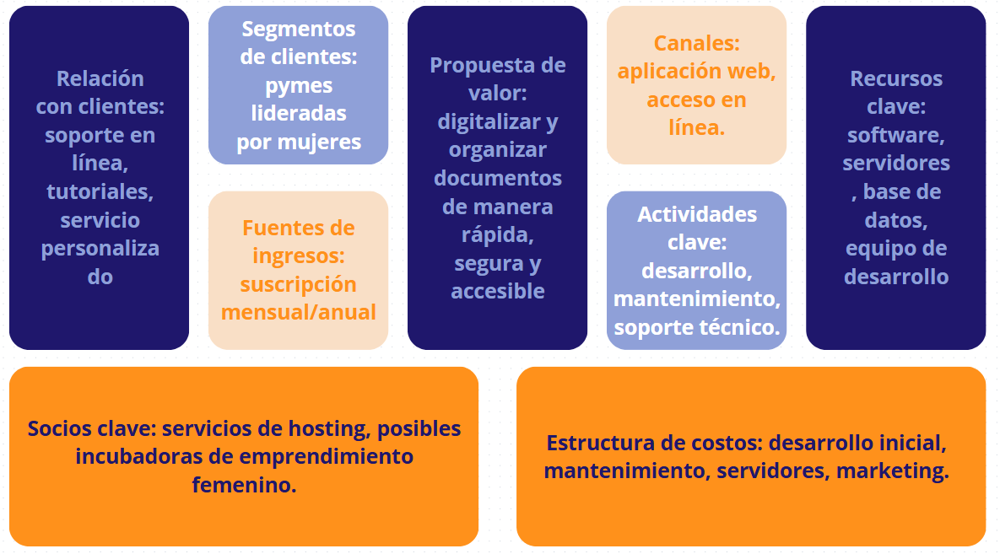 Relación
con clientes:
soporte en
línea,
tutoriales,
servicio
personaliza
do
Segmentos
de clientes:
pymes
lideradas
por mujeres
Fuentes de
ingresos:
suscripción
mensual/anual
Propuesta de
valor:
digitalizar y
organizar
documentos
de manera
rápida,
segura y
accesible
Canales:
aplicación web,
acceso en
línea.
Actividades
clave:
desarrollo,
mantenimiento,
soporte técnico.
Recursos
clave:
software,
servidores
, base de
datos,
equipo de
desarrollo
Socios clave: servicios de hosting, posibles
incubadoras de emprendimiento
femenino.
Estructura de costos: desarrollo inicial,
mantenimiento, servidores, marketing.